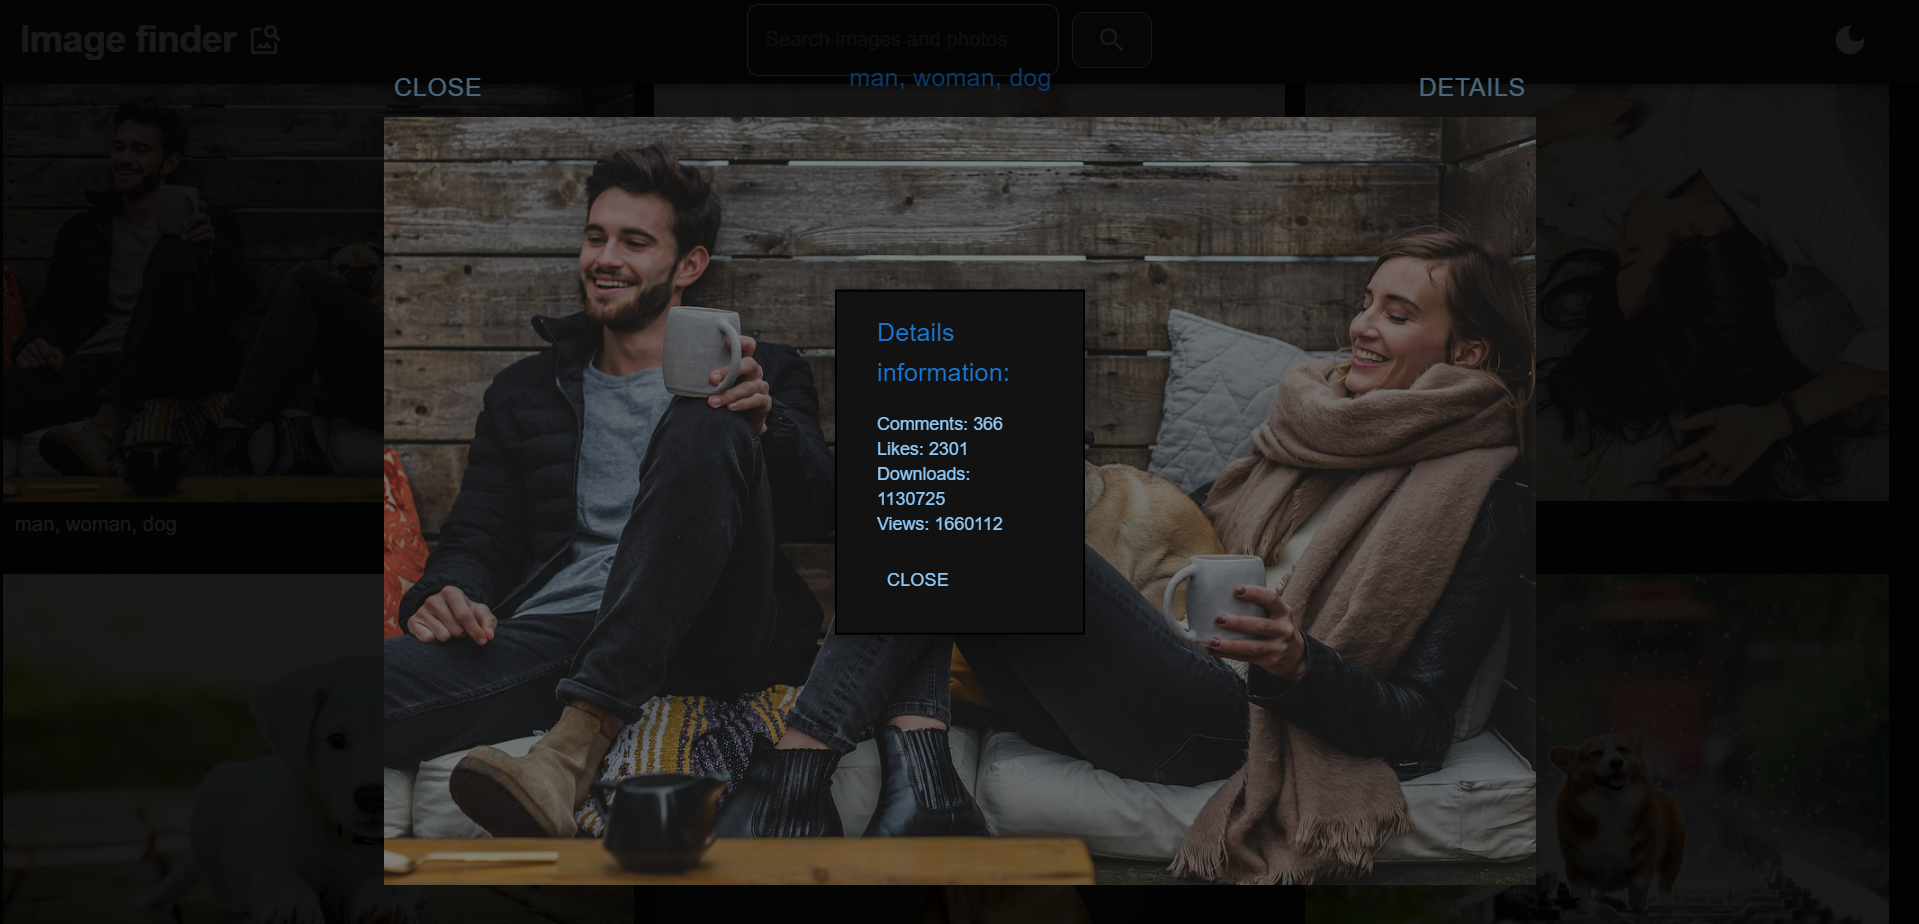 Image finder
Search images and photos
CLOSE
man, woman, dog
DETAILS
Details
information:
Comments: 366
Likes: 2301
Downloads:
1130725
Views: 1660112
CLOSE
man, woman, dog